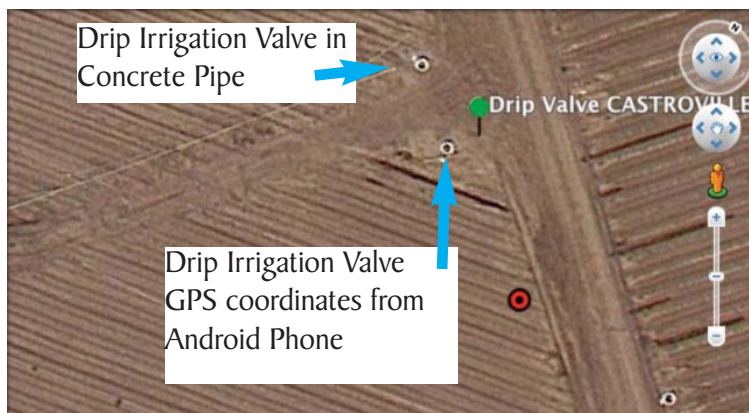 Drip Irrigation Valve in
Concrete Pipe
N
Drip Valve CASTROVILLE
Drip Irrigation Valve
GPS coordinates from
Android Phone